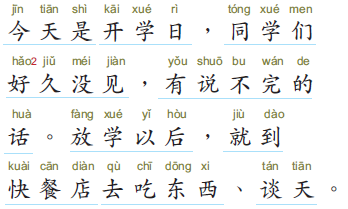 jīn tiān shì kāi xué rì tóng xué men
今天是开学日，同学们
hǎo2 jiǔ méi jiàn yǒu shuō bu wán de
好久没见，有说不完的
huà fàng xué yǐ hòu jiù dào
话。放学以后，就到
kuài cān diàn qù chī dōng xi tán tiān
快餐店去吃东西、谈天。